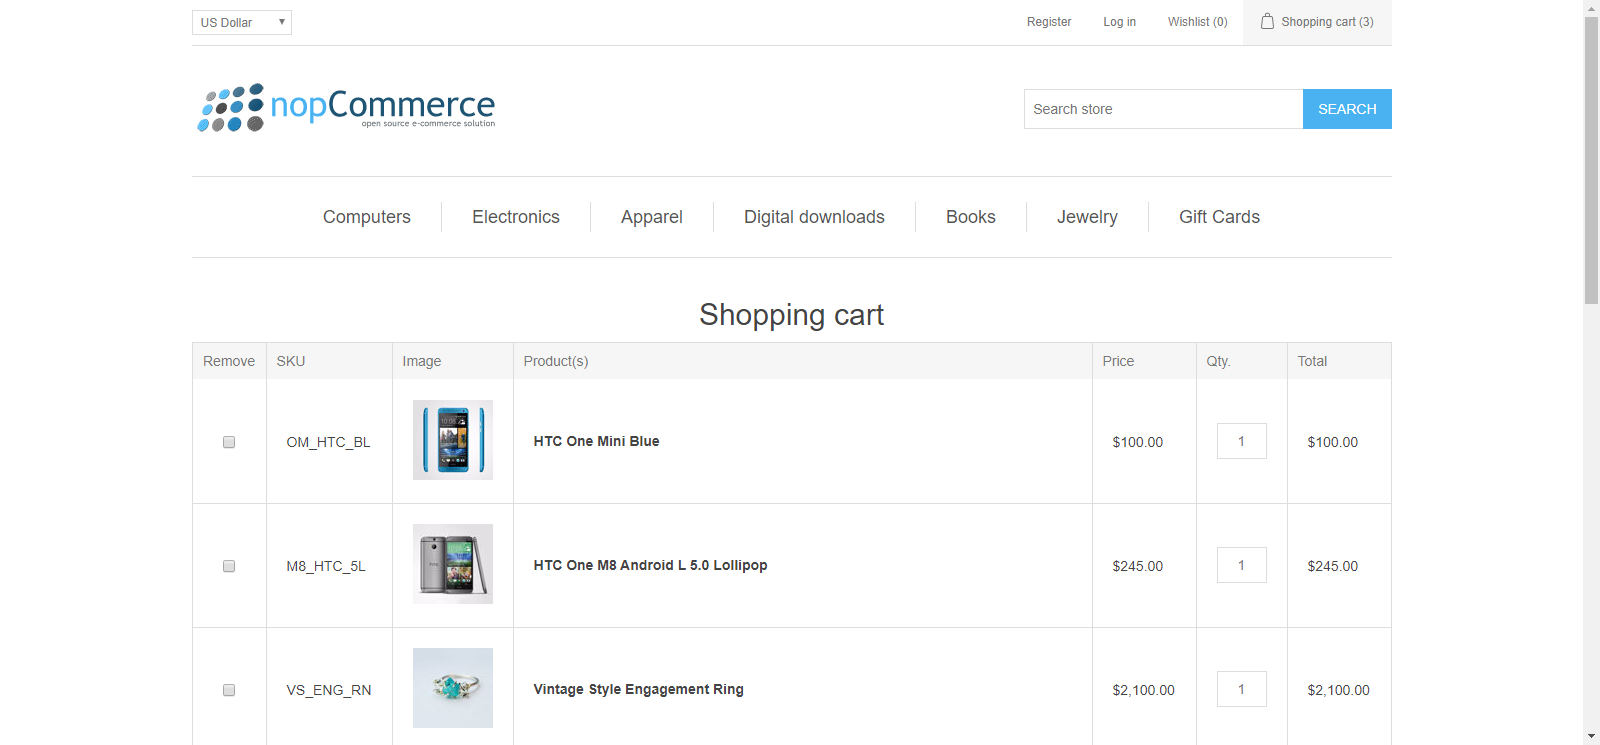 US Dollar
Register
Log in
Wishlist (0)
Shopping cart (3)
nopCommerce
open source e-commerce solution
Search store
SEARCH
Computers
Electronics
Apparel
Digital downloads
Books
Jewelry
Gift Cards
Shopping cart
Remove SKU Image Product(s) Price Qty. Total
OM_HTC_BL HTC One Mini Blue $100.00 1 $100.00
M8_HTC_5L HTC One M8 Android L 5.0 Lollipop $245.00 1 $245.00
VS_ENG_RN Vintage Style Engagement Ring $2,100.00 1 $2,100.00